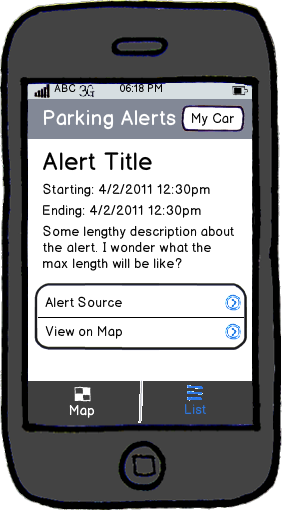 ABC 3G 06:18 PM
Parking Alerts My Car
Alert Title
Starting: 4/2/2011 12:30pm
Ending: 4/2/2011 12:30pm
Some lengthy description about
the alert. I wonder what the
max length will be like?
Alert Source
View on Map
Map List